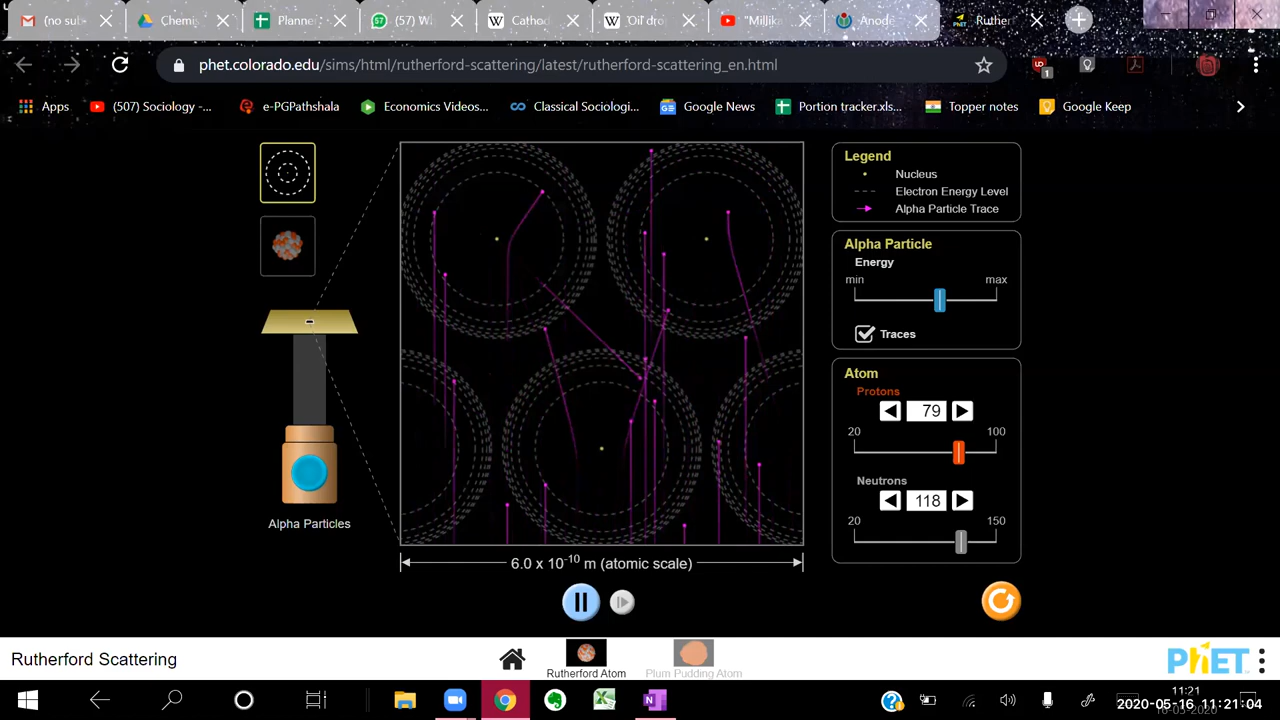 (no sub
Chemi
Planne
(57) W
Cathod
Oil dro
"Millika
Anode
Ruther
phet.colorado.edu/sims/html/rutherford-scattering/latest/rutherford-scattering_en.html
1
Apps
(507) Sociology -...
e-PGPathshala
Economics Videos...
Classical Sociologi...
Google News
Portion tracker.xls...
Topper notes
Google Keep
Legend
Nucleus
Electron Energy Level
Alpha Particle Trace
Alpha Particle
Energy
min
max
Traces
Atom
Protons
79
20
100
Neutrons
118
20
150
Alpha Particles
6.0 x 10⁻¹⁰ m (atomic scale)
Rutherford Scattering
Rutherford Atom
Plum Pudding Atom
PhET
11:21
2020-05-16 11:21:04